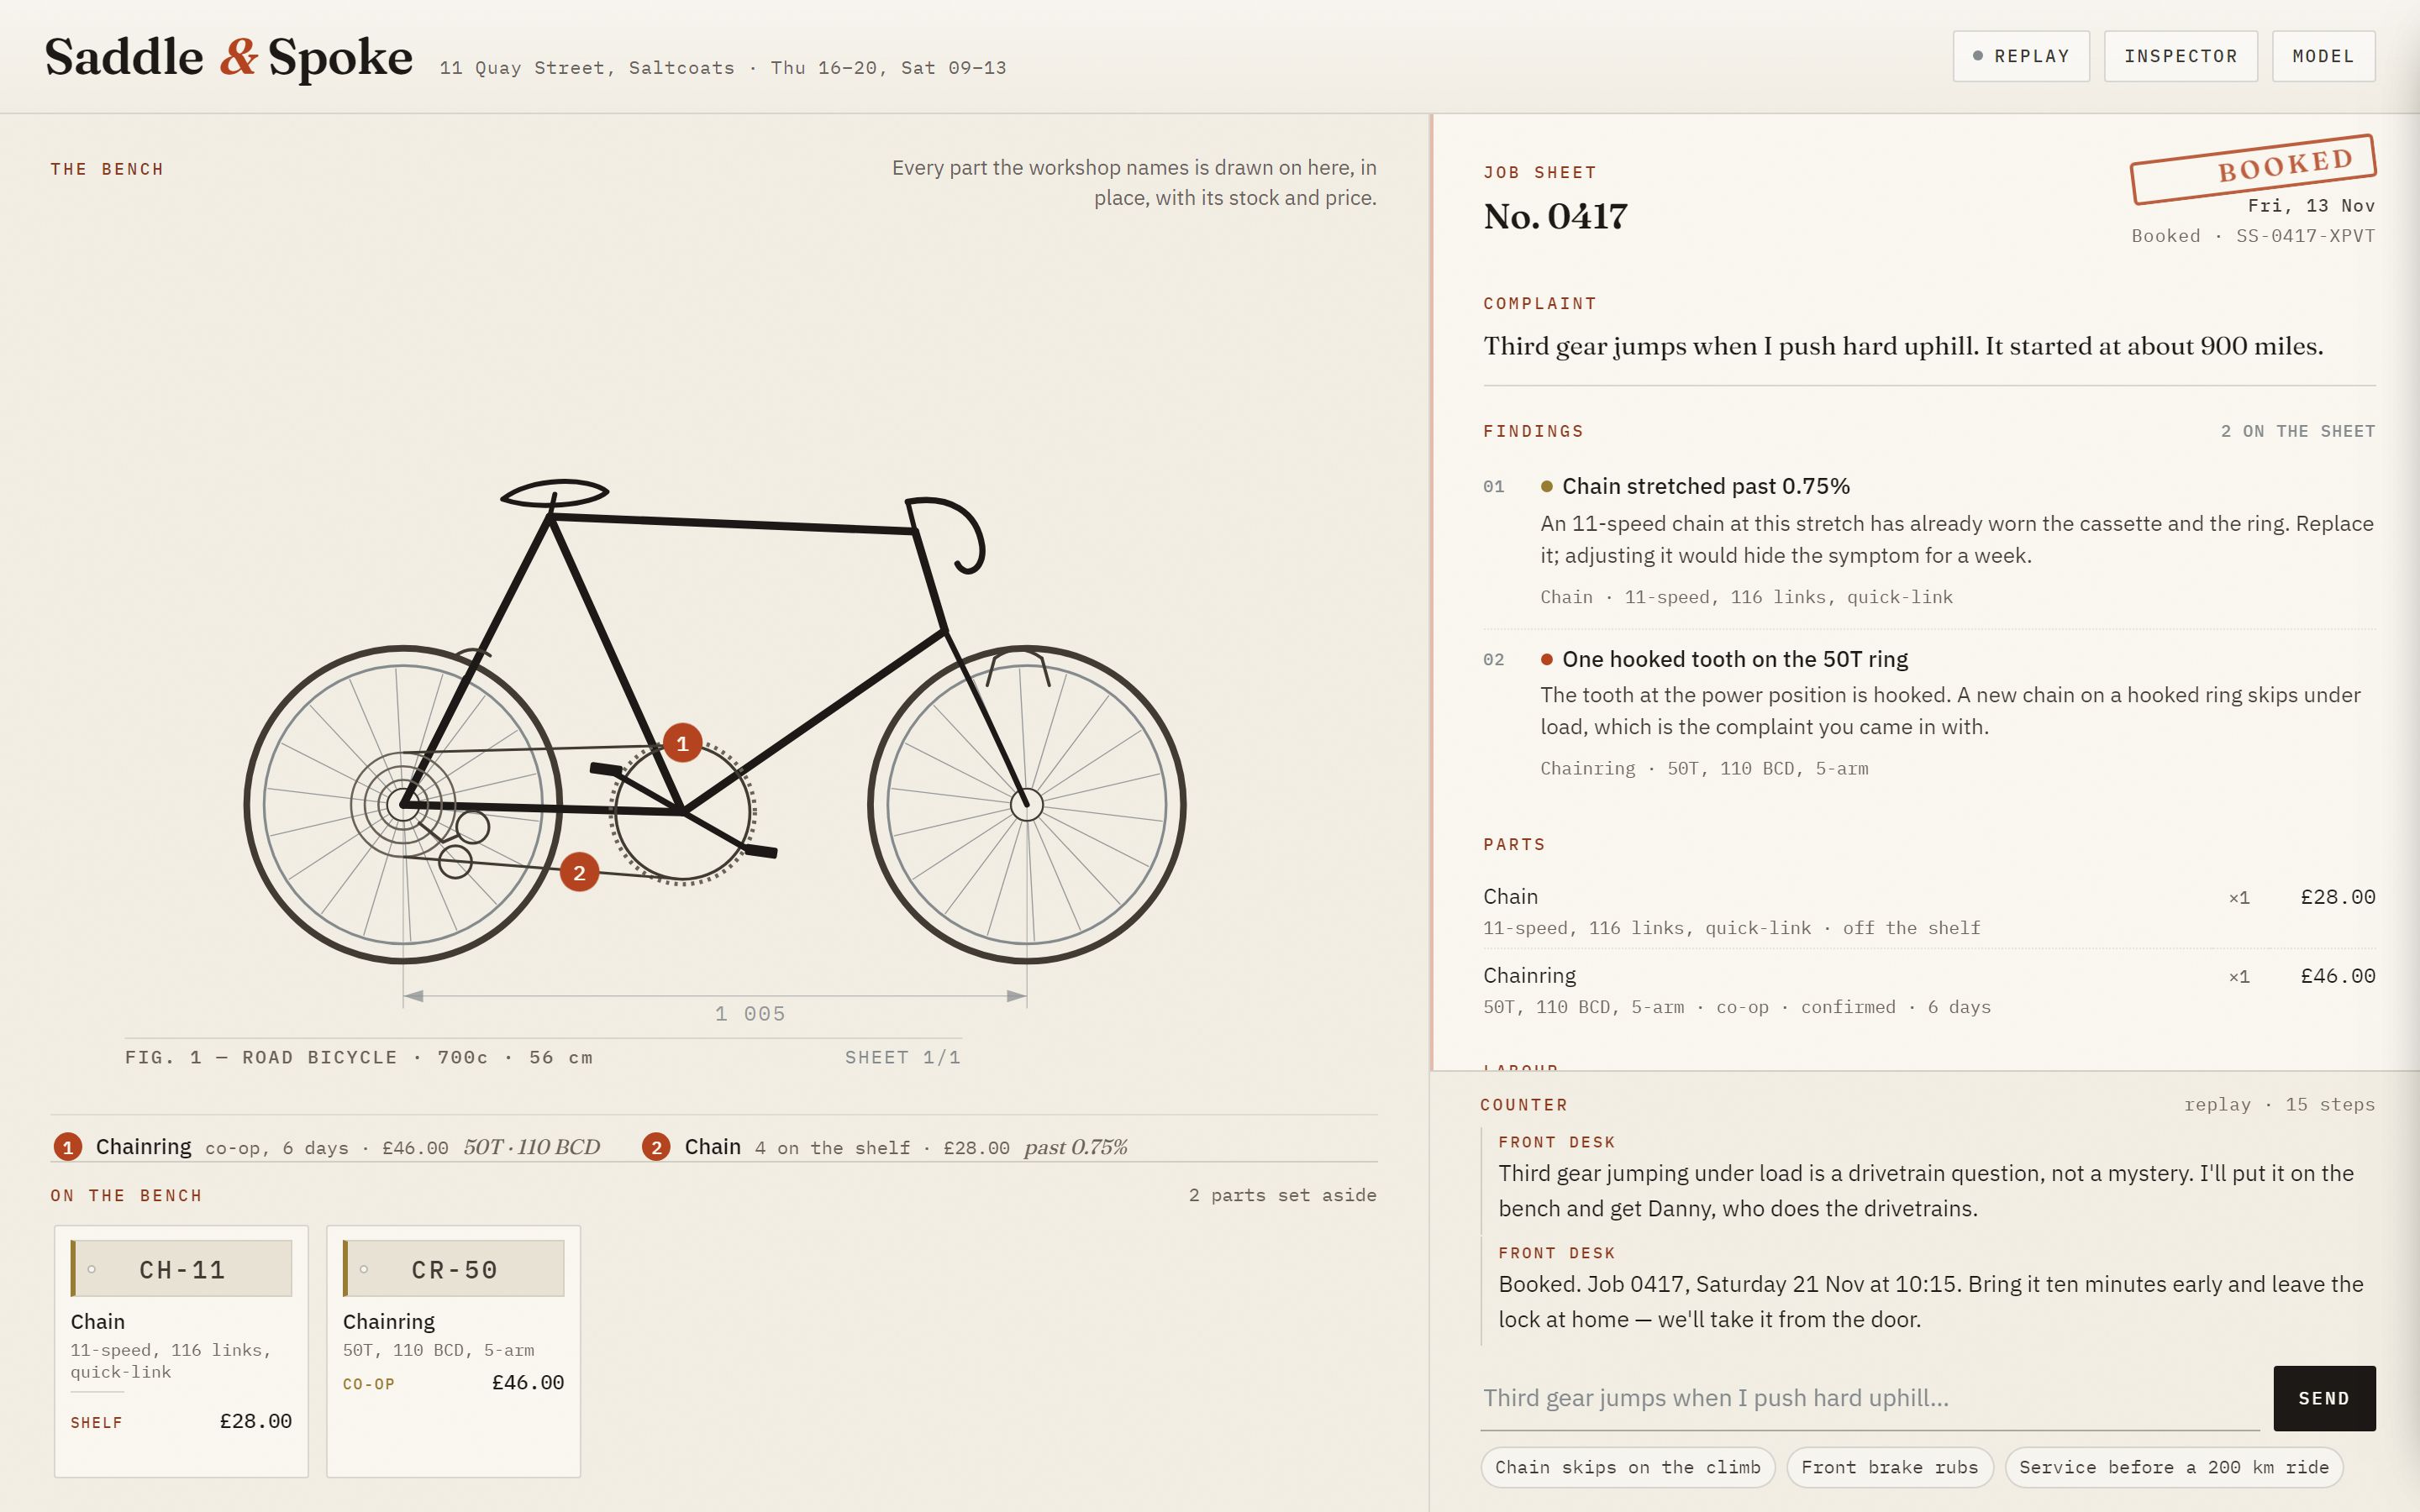 Saddle & Spoke
11 Quay Street, Saltcoats · Thu 16–20, Sat 09–13
REPLAY
INSPECTOR
MODEL
THE BENCH
Every part the workshop names is drawn on here, in
place, with its stock and price.
1
2
1 005
FIG. 1 — ROAD BICYCLE · 700c · 56 cm
SHEET 1/1
1 Chainring co-op, 6 days · £46.00 50T · 110 BCD
2 Chain 4 on the shelf · £28.00 past 0.75%
ON THE BENCH
2 parts set aside
CH-11
Chain
11-speed, 116 links,
quick-link
SHELF £28.00
CR-50
Chainring
50T, 110 BCD, 5-arm
CO-OP £46.00
JOB SHEET
No. 0417
BOOKED
Fri, 13 Nov
Booked · SS-0417-XPVT
COMPLAINT
Third gear jumps when I push hard uphill. It started at about 900 miles.
FINDINGS
2 ON THE SHEET
01 Chain stretched past 0.75%
An 11-speed chain at this stretch has already worn the cassette and the ring. Replace
it; adjusting it would hide the symptom for a week.
Chain · 11-speed, 116 links, quick-link
02 One hooked tooth on the 50T ring
The tooth at the power position is hooked. A new chain on a hooked ring skips under
load, which is the complaint you came in with.
Chainring · 50T, 110 BCD, 5-arm
PARTS
Chain ×1 £28.00
11-speed, 116 links, quick-link · off the shelf
Chainring ×1 £46.00
50T, 110 BCD, 5-arm · co-op · confirmed · 6 days
LABOUR
COUNTER
replay · 15 steps
FRONT DESK
Third gear jumping under load is a drivetrain question, not a mystery. I'll put it on the
bench and get Danny, who does the drivetrains.
FRONT DESK
Booked. Job 0417, Saturday 21 Nov at 10:15. Bring it ten minutes early and leave the
lock at home — we'll take it from the door.
Third gear jumps when I push hard uphill...
SEND
Chain skips on the climb
Front brake rubs
Service before a 200 km ride